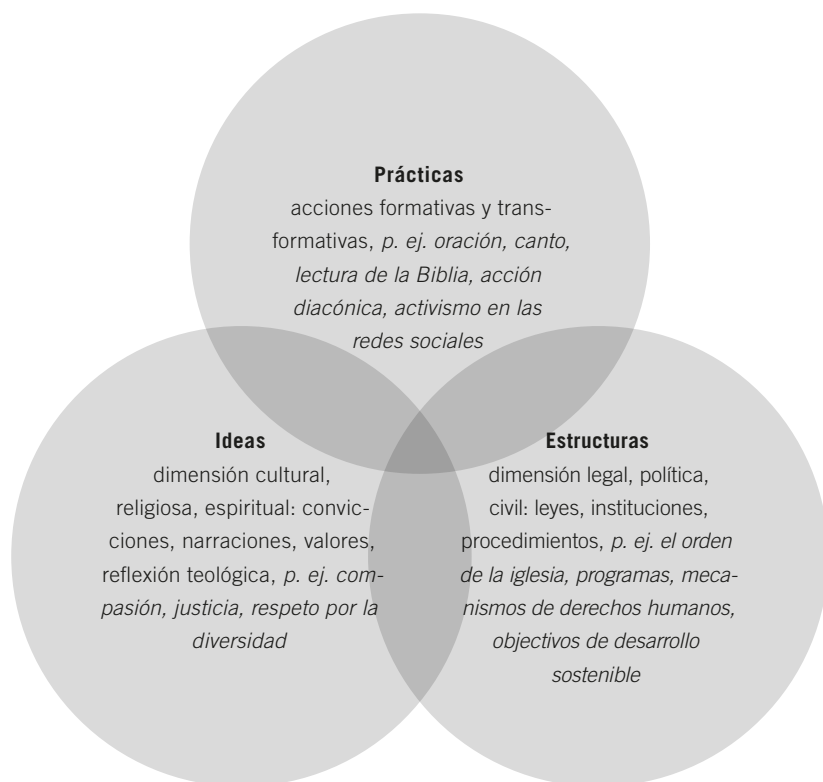 Prácticas
acciones formativas y trans-
formativas, p. ej. oración, canto,
lectura de la Biblia, acción
diacónica, activismo en las
redes sociales
Ideas
dimensión cultural,
religiosa, espiritual: convic-
ciones, narraciones, valores,
reflexión teológica, p. ej. com-
pasión, justicia, respeto por la
diversidad
Estructuras
dimensión legal, política,
civil: leyes, instituciones,
procedimientos, p. ej. el orden
de la iglesia, programas, meca-
nismos de derechos humanos,
objectivos de desarrollo
sostenible